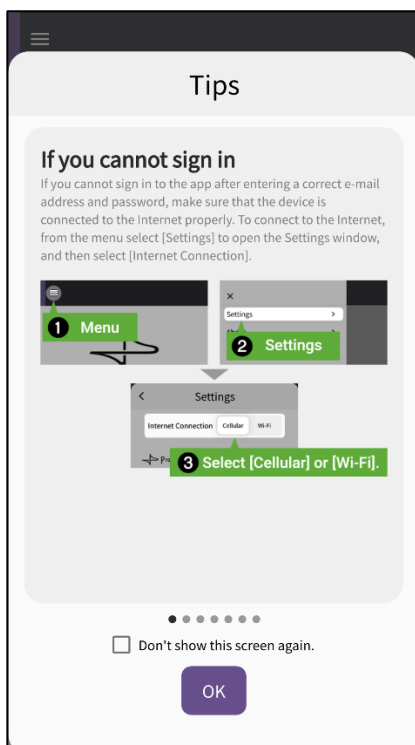 Tips
If you cannot sign in
If you cannot sign in to the app after entering a correct e-mail
address and password, make sure that the device is
connected to the Internet properly. To connect to the Internet,
from the menu select [Settings] to open the Settings window,
and then select [Internet Connection].
1 Menu
×
Settings >
2 Settings
< Settings
Internet Connection Cellular Wi-Fi
3 Select [Cellular] or [Wi-Fi].
Don't show this screen again.
OK